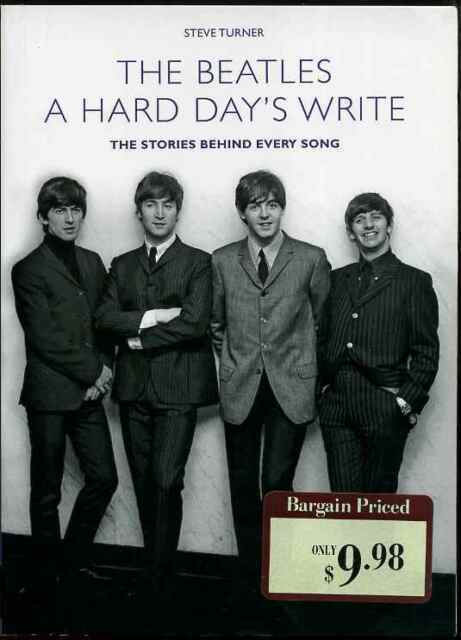 STEVE TURNER
THE BEATLES
A HARD DAY'S WRITE
THE STORIES BEHIND EVERY SONG
Bargain Priced
ONLY
$9.98